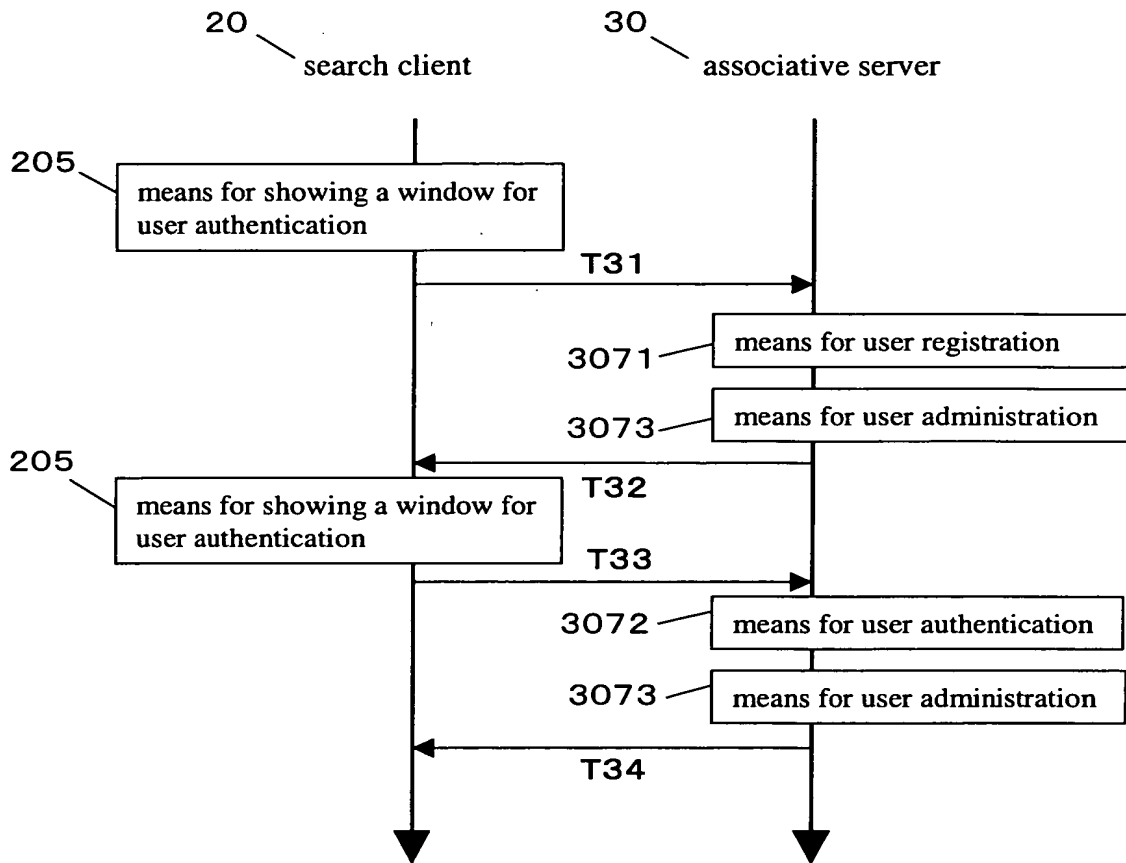 20
30
search client
associative server
205
means for showing a window for
user authentication
T31
3071
means for user registration
3073
means for user administration
T32
205
means for showing a window for
user authentication
T33
3072
means for user authentication
3073
means for user administration
T34